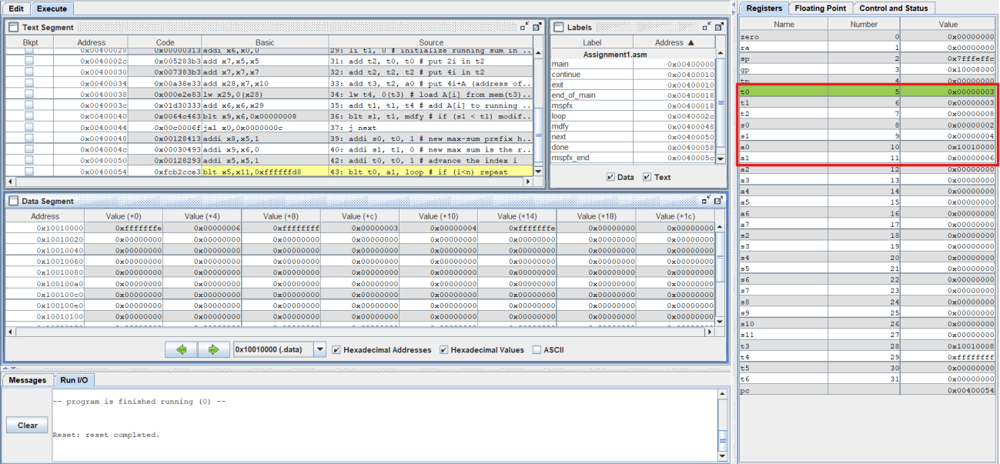 Edit Execute
Text Segment
Bkpt Address Code Basic Source
0x00400028 0x00000313 addi x6,x0,0 29: li t1, 0 # initialize running sum in ..
0x0040002c 0x005283b3 add x7,x5,x5 31: add t2, t0, t0 # put 2i in t2
0x00400030 0x007383b3 add x7,x7,x7 32: add t2, t2, t2 # put 4i in t2
0x00400034 0x00a38e33 add x28,x7,x10 33: add t3, t2, a0 # put 4i+A (address of..
0x00400038 0x000e2e83 lw x29,0(x28) 34: lw t4, 0(t3) # load A[i] from mem(t3)..
0x0040003c 0x01d30333 add x6,x6,x29 35: add t1, t1, t4 # add A[i] to running ..
0x00400040 0x0064c463 blt x9,x6,0x00000008 36: blt s1, t1, mdfy # if (s1 < t1) modif..
0x00400044 0x00c0006f jal x0,0x0000000c 37: j next
0x00400048 0x00128413 addi x8,x5,1 39: addi s0, t0, 1 # new max-sum prefix h..
0x0040004c 0x00030493 addi x9,x6,0 40: addi s1, t1, 0 # new max sum is the r..
0x00400050 0x00128293 addi x5,x5,1 42: addi t0, t0, 1 # advance the index i
0x00400054 0xfcb2cce3 blt x5,x11,0xffffffd8 43: blt t0, a1, loop # if (i<n) repeat
Labels
Label Address ▲
Assignment1.asm
main 0x00400000
continue 0x00400010
exit 0x00400010
end_of_main 0x00400018
mspfx 0x00400018
loop 0x0040002c
mdfy 0x00400048
next 0x00400050
done 0x00400058
mspfx_end 0x0040005c
Data Text
Data Segment
Address Value (+0) Value (+4) Value (+8) Value (+c) Value (+10) Value (+14) Value (+18) Value (+1c)
0x10010000 0xfffffffe 0x00000006 0xffffffff 0x00000003 0x00000004 0xfffffffe 0x00000000 0x00000000
0x10010020 0x00000000 0x00000000 0x00000000 0x00000000 0x00000000 0x00000000 0x00000000 0x00000000
0x10010040 0x00000000 0x00000000 0x00000000 0x00000000 0x00000000 0x00000000 0x00000000 0x00000000
0x10010060 0x00000000 0x00000000 0x00000000 0x00000000 0x00000000 0x00000000 0x00000000 0x00000000
0x10010080 0x00000000 0x00000000 0x00000000 0x00000000 0x00000000 0x00000000 0x00000000 0x00000000
0x100100a0 0x00000000 0x00000000 0x00000000 0x00000000 0x00000000 0x00000000 0x00000000 0x00000000
0x100100c0 0x00000000 0x00000000 0x00000000 0x00000000 0x00000000 0x00000000 0x00000000 0x00000000
0x100100e0 0x00000000 0x00000000 0x00000000 0x00000000 0x00000000 0x00000000 0x00000000 0x00000000
0x10010100 0x00000000 0x00000000 0x00000000 0x00000000 0x00000000 0x00000000 0x00000000 0x00000000
0x10010000 (.data) Hexadecimal Addresses Hexadecimal Values ASCII
Messages Run I/O
-- program is finished running (0) --
Clear
Reset: reset completed.
Registers Floating Point Control and Status
Name Number Value
zero 0 0x00000000
ra 1 0x00000000
sp 2 0x7fffeffc
gp 3 0x10008000
tp 4 0x00000000
t0 5 0x00000003
t1 6 0x00000003
t2 7 0x00000008
s0 8 0x00000002
s1 9 0x00000004
a0 10 0x10010000
a1 11 0x00000006
a2 12 0x00000000
a3 13 0x00000000
a4 14 0x00000000
a5 15 0x00000000
a6 16 0x00000000
a7 17 0x00000000
s2 18 0x00000000
s3 19 0x00000000
s4 20 0x00000000
s5 21 0x00000000
s6 22 0x00000000
s7 23 0x00000000
s8 24 0x00000000
s9 25 0x00000000
s10 26 0x00000000
s11 27 0x00000000
t3 28 0x10010008
t4 29 0xffffffff
t5 30 0x00000000
t6 31 0x00000000
pc 0x00400054